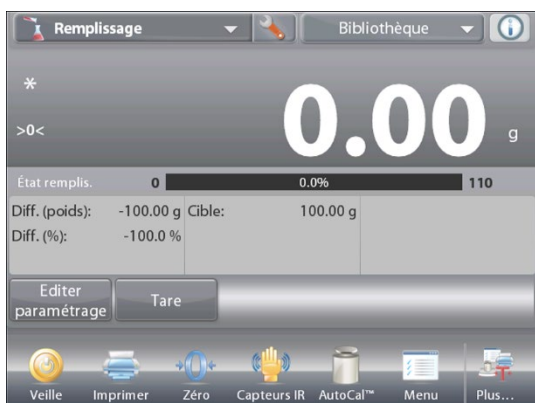 Remplissage
Bibliothèque
*
>0<
0.00 g
État remplis. 0 0.0% 110
Diff. (poids): -100.00 g Cible: 100.00 g
Diff. (%): -100.0 %
Editer
paramétrage
Tare
Veille Imprimer Zéro Capteurs IR AutoCal™ Menu Plus...